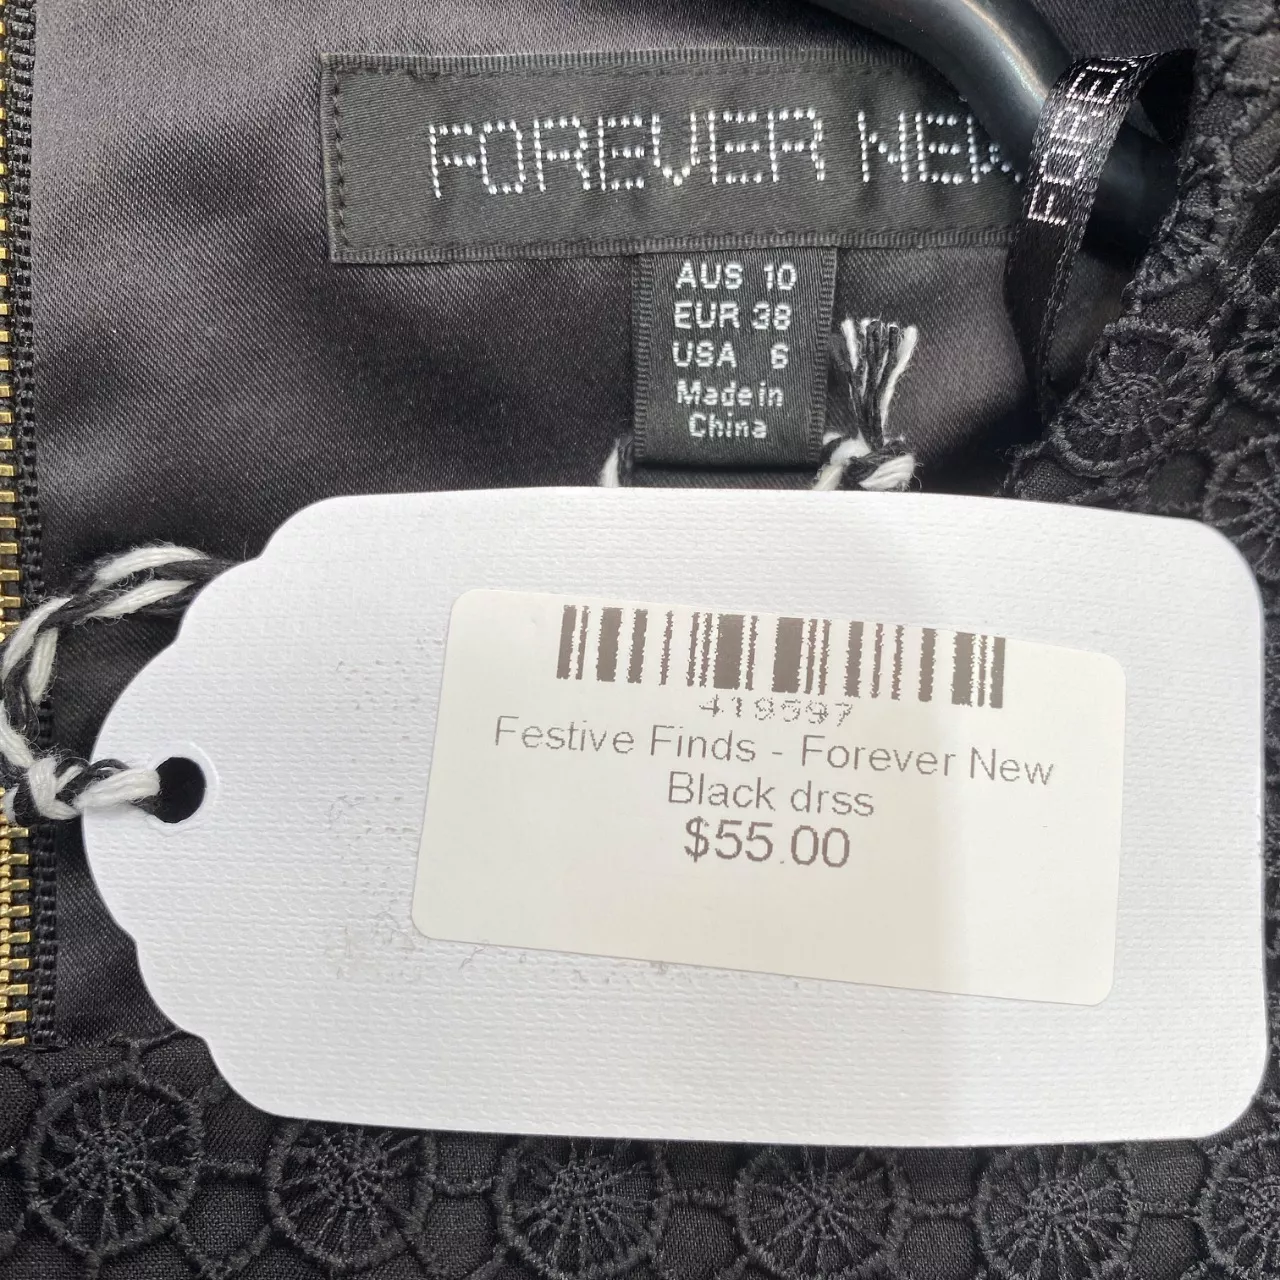 FOREVER NEW
FORE
AUS 10
EUR 38
USA 6
Made in
China
419597
Festive Finds - Forever New
Black drss
$55.00